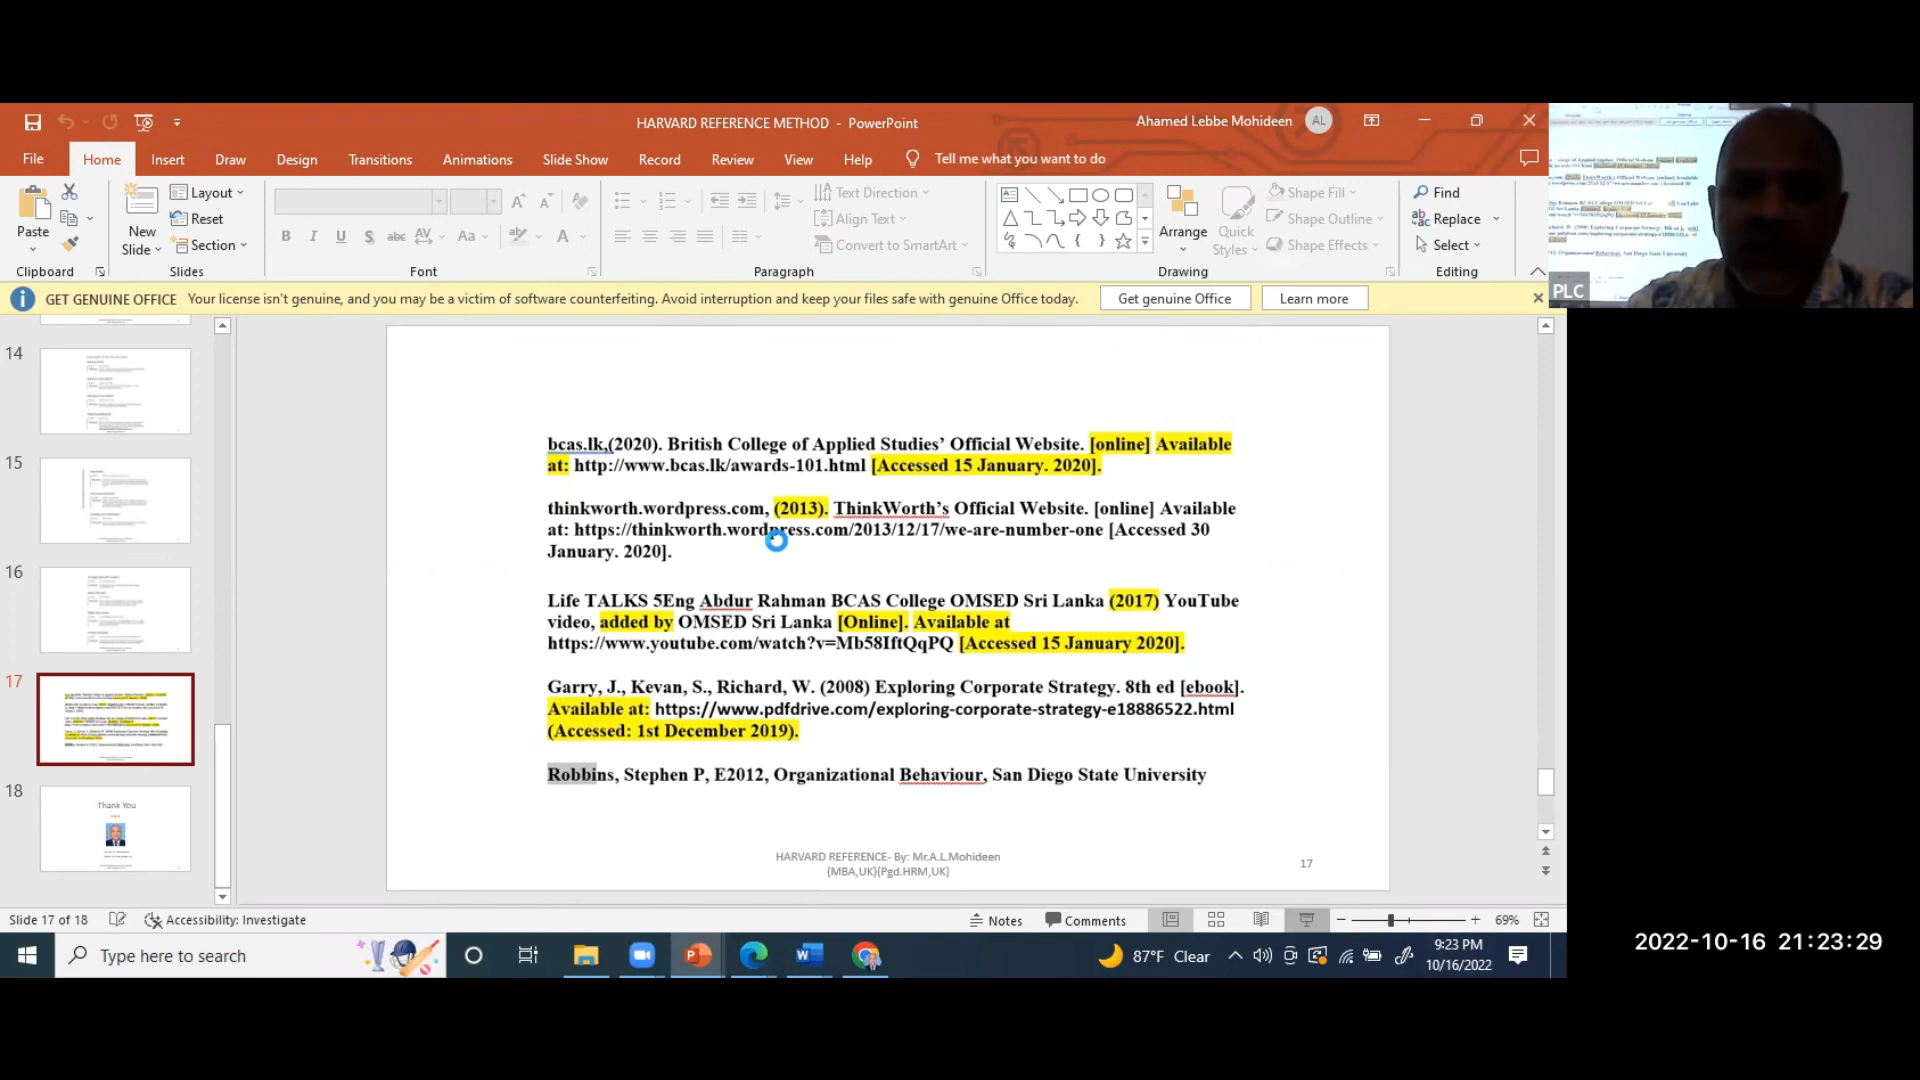 HARVARD REFERENCE METHOD - PowerPoint
Ahamed Lebbe Mohideen
AL
File Home Insert Draw Design Transitions Animations Slide Show Record Review View Help Tell me what you want to do
Paste
Clipboard
New
Slide
Layout
Reset
Section
Slides
B I U S abc AV Aa A
Font
Text Direction
Align Text
Convert to SmartArt
Paragraph
Arrange
Quick
Styles
Shape Fill
Shape Outline
Shape Effects
Drawing
Find
Replace
Select
Editing
PLC
GET GENUINE OFFICE Your license isn't genuine, and you may be a victim of software counterfeiting. Avoid interruption and keep your files safe with genuine Office today. Get genuine Office Learn more
14
15
16
17
18
Thank You
bcas.lk,(2020). British College of Applied Studies’ Official Website. [online] Available
at: http://www.bcas.lk/awards-101.html [Accessed 15 January. 2020].
thinkworth.wordpress.com, (2013). ThinkWorth’s Official Website. [online] Available
at: https://thinkworth.wordpress.com/2013/12/17/we-are-number-one [Accessed 30
January. 2020].
Life TALKS 5Eng Abdur Rahman BCAS College OMSED Sri Lanka (2017) YouTube
video, added by OMSED Sri Lanka [Online]. Available at
https://www.youtube.com/watch?v=Mb58IftQqPQ [Accessed 15 January 2020].
Garry, J., Kevan, S., Richard, W. (2008) Exploring Corporate Strategy. 8th ed [ebook].
Available at: https://www.pdfdrive.com/exploring-corporate-strategy-e18886522.html
(Accessed: 1st December 2019).
Robbins, Stephen P, E2012, Organizational Behaviour, San Diego State University
HARVARD REFERENCE- By: Mr.A.L.Mohideen
(MBA,UK)(Pgd.HRM,UK)
17
Slide 17 of 18 Accessibility: Investigate Notes Comments 69%
2022-10-16 21:23:29
Type here to search
87°F Clear
9:23 PM
10/16/2022